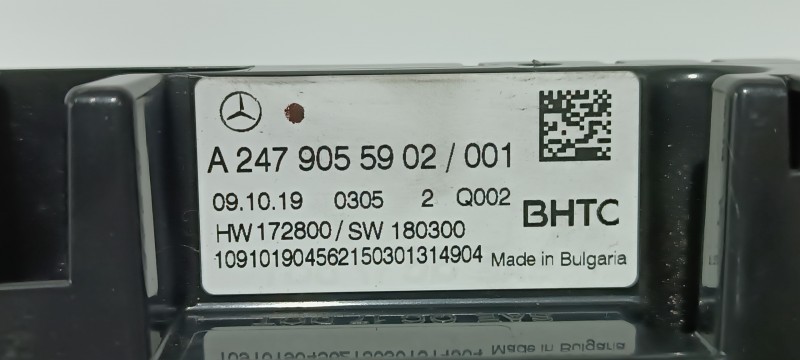 A 247 905 59 02 / 001
09.10.19 0305 2 Q002
BHTC
HW 172800 / SW 180300
109101904562150301314904 Made in Bulgaria